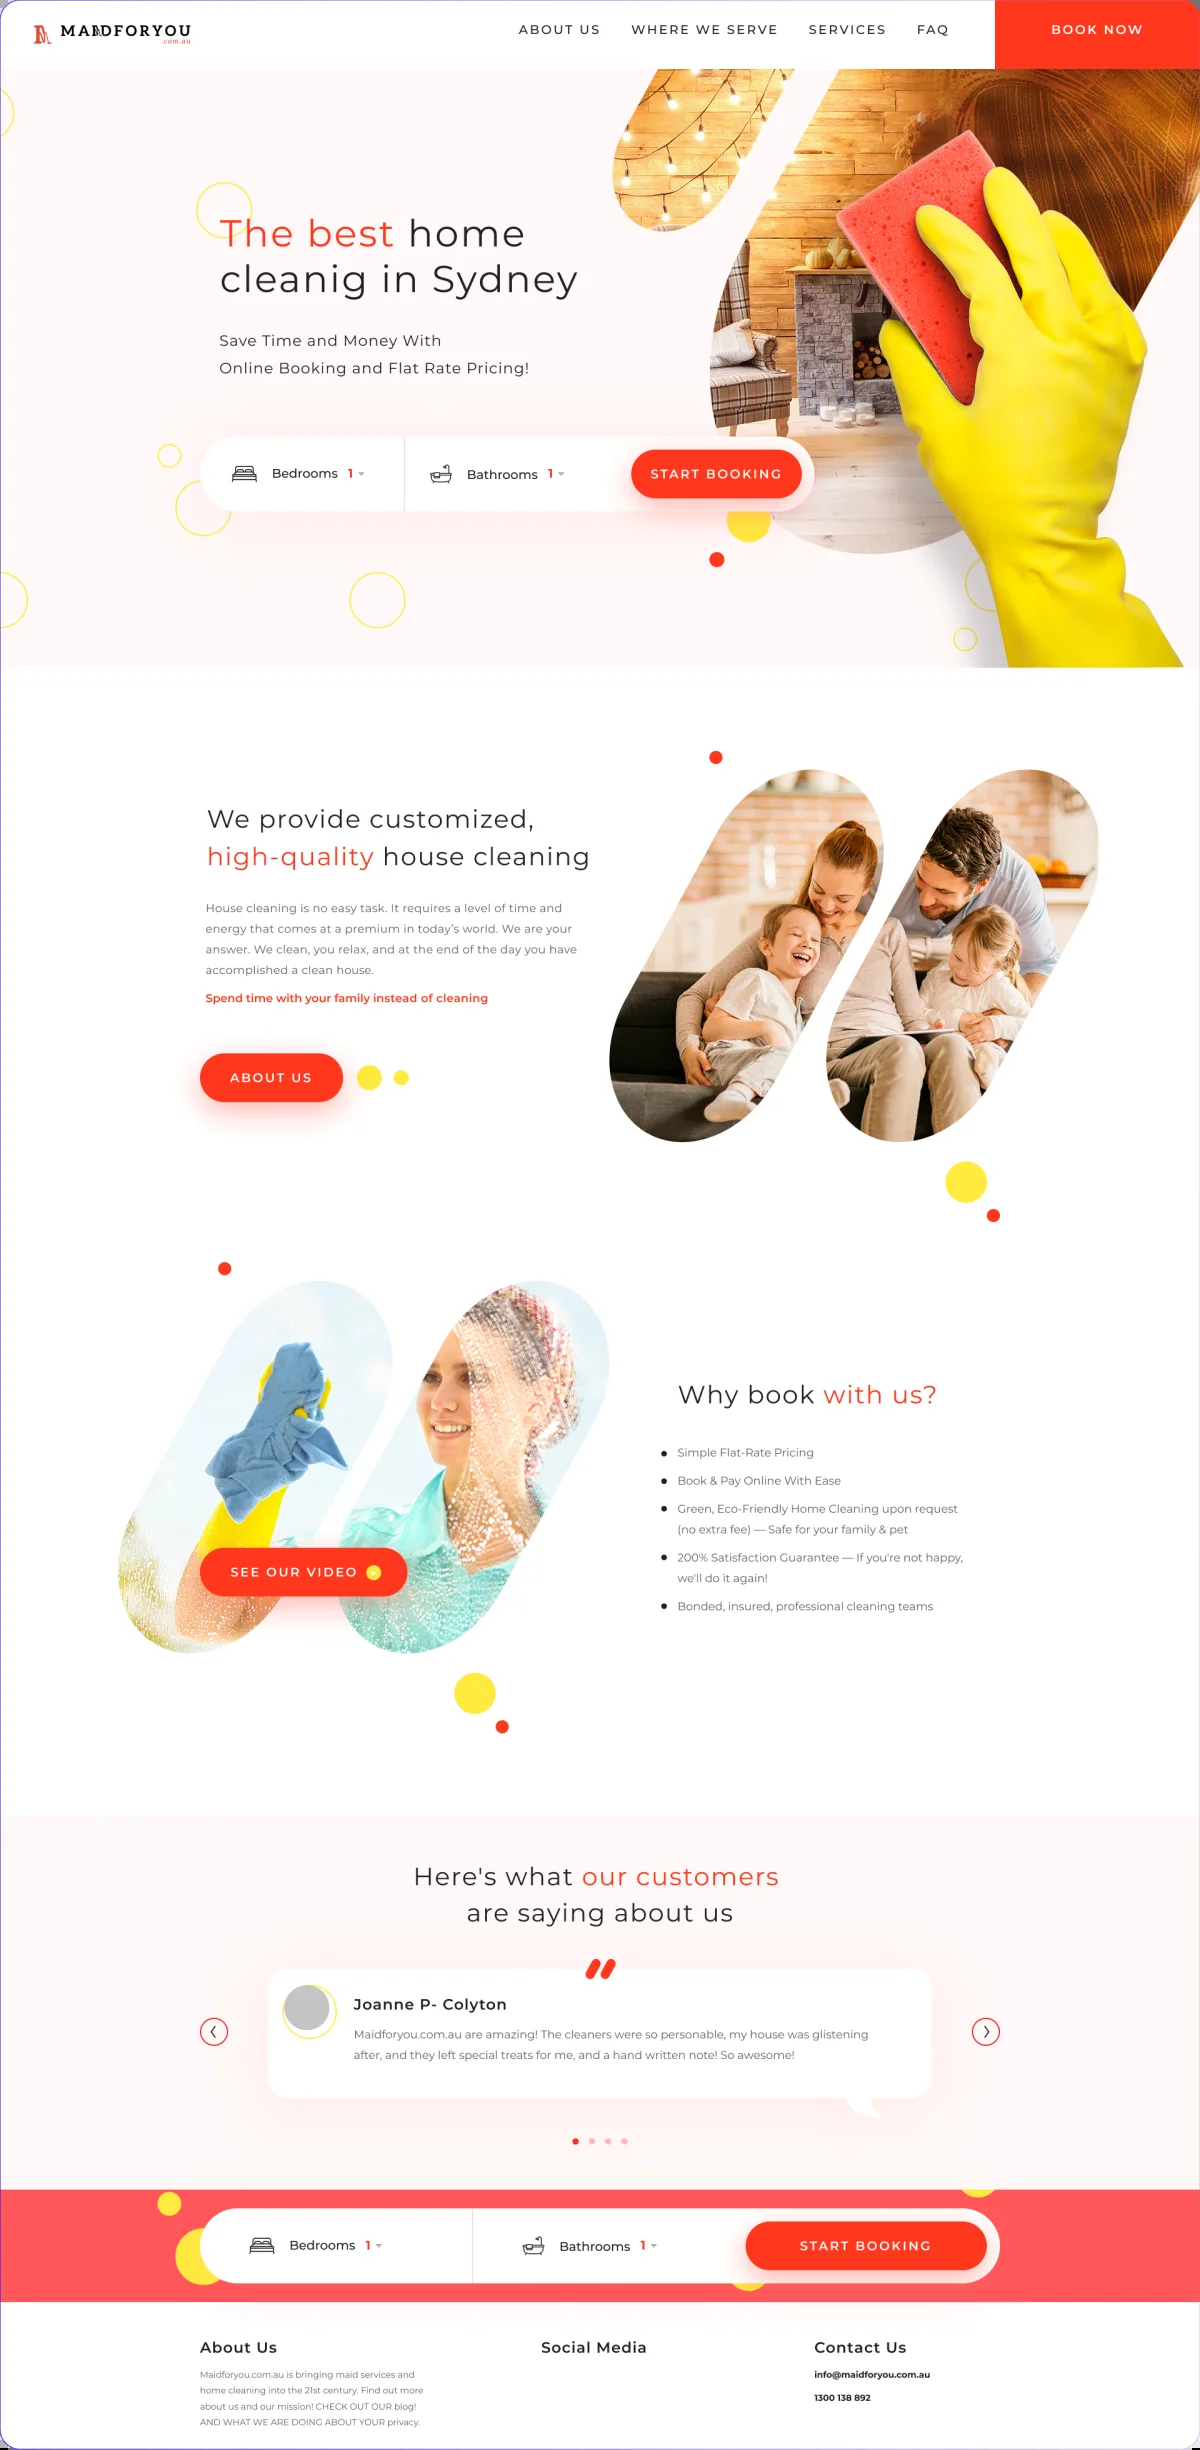 MAIDFORYOU
.com.au
ABOUT US
WHERE WE SERVE
SERVICES
FAQ
BOOK NOW
The best home
cleanig in Sydney
Save Time and Money With
Online Booking and Flat Rate Pricing!
Bedrooms 1
Bathrooms 1
START BOOKING
We provide customized,
high-quality house cleaning
House cleaning is no easy task. It requires a level of time and
energy that comes at a premium in today's world. We are your
answer. We clean, you relax, and at the end of the day you have
accomplished a clean house.
Spend time with your family instead of cleaning
ABOUT US
SEE OUR VIDEO
Why book with us?
Simple Flat-Rate Pricing
Book & Pay Online With Ease
Green, Eco-Friendly Home Cleaning upon request
(no extra fee) — Safe for your family & pet
200% Satisfaction Guarantee — If you're not happy,
we'll do it again!
Bonded, insured, professional cleaning teams
Here's what our customers
are saying about us
Joanne P- Colyton
Maidforyou.com.au are amazing! The cleaners were so personable, my house was glistening
after, and they left special treats for me, and a hand written note! So awesome!
Bedrooms 1
Bathrooms 1
START BOOKING
About Us
Maidforyou.com.au is bringing maid services and
home cleaning into the 21st century. Find out more
about us and our mission! CHECK OUT OUR blog!
AND WHAT WE ARE DOING ABOUT YOUR privacy.
Social Media
Contact Us
info@maidforyou.com.au
1300 138 892